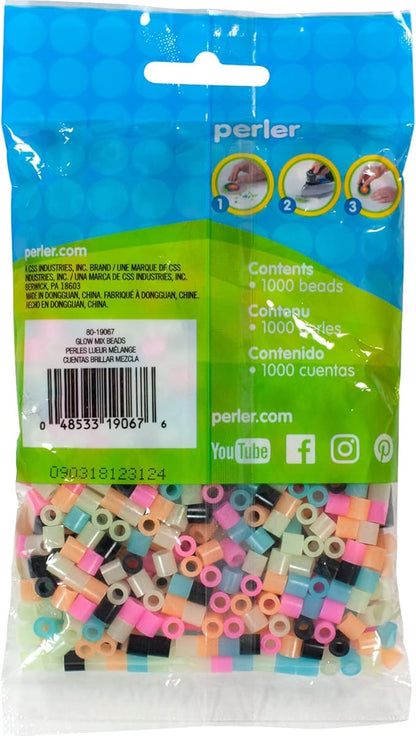 perler
1
2
3
perler.com
A CSS INDUSTRIES, INC. BRAND / UNE MARQUE DF CSS
INDUSTRIES, INC. / UNA MARCA DE CSS INDUSTRIES, INC.
BERWICK, PA 18603
MADE IN DONGGUAN, CHINA. FABRIQUÉ À DONGGUAN, CHINE.
HECHO EN DONGGUAN, CHINA.
Contents
• 1000 beads
Contenu
• 1000 perles
Contenido
• 1000 cuentas
80-19067
GLOW MIX BEADS
PERLES LUEUR MÉLANGE
CUENTAS BRILLAR MEZCLA
0 48533 19067 6
perler.com
YouTube
090318123124